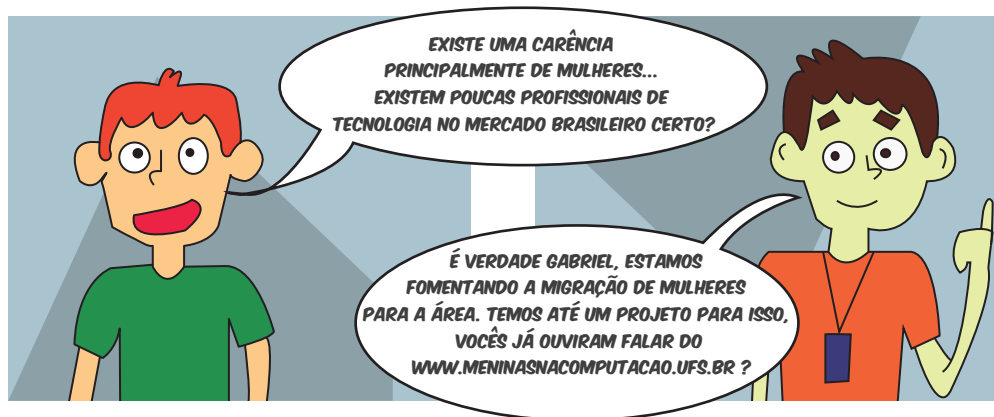 EXISTE UMA CARÊNCIA
PRINCIPALMENTE DE MULHERES...
EXISTEM POUCAS PROFISSIONAIS DE
TECNOLOGIA NO MERCADO BRASILEIRO CERTO?
É VERDADE GABRIEL, ESTAMOS
FOMENTANDO A MIGRAÇÃO DE MULHERES
PARA A ÁREA. TEMOS ATÉ UM PROJETO PARA ISSO,
VOCÊS JÁ OUVIRAM FALAR DO
WWW.MENINASNACOMPUTACAO.UFS.BR ?